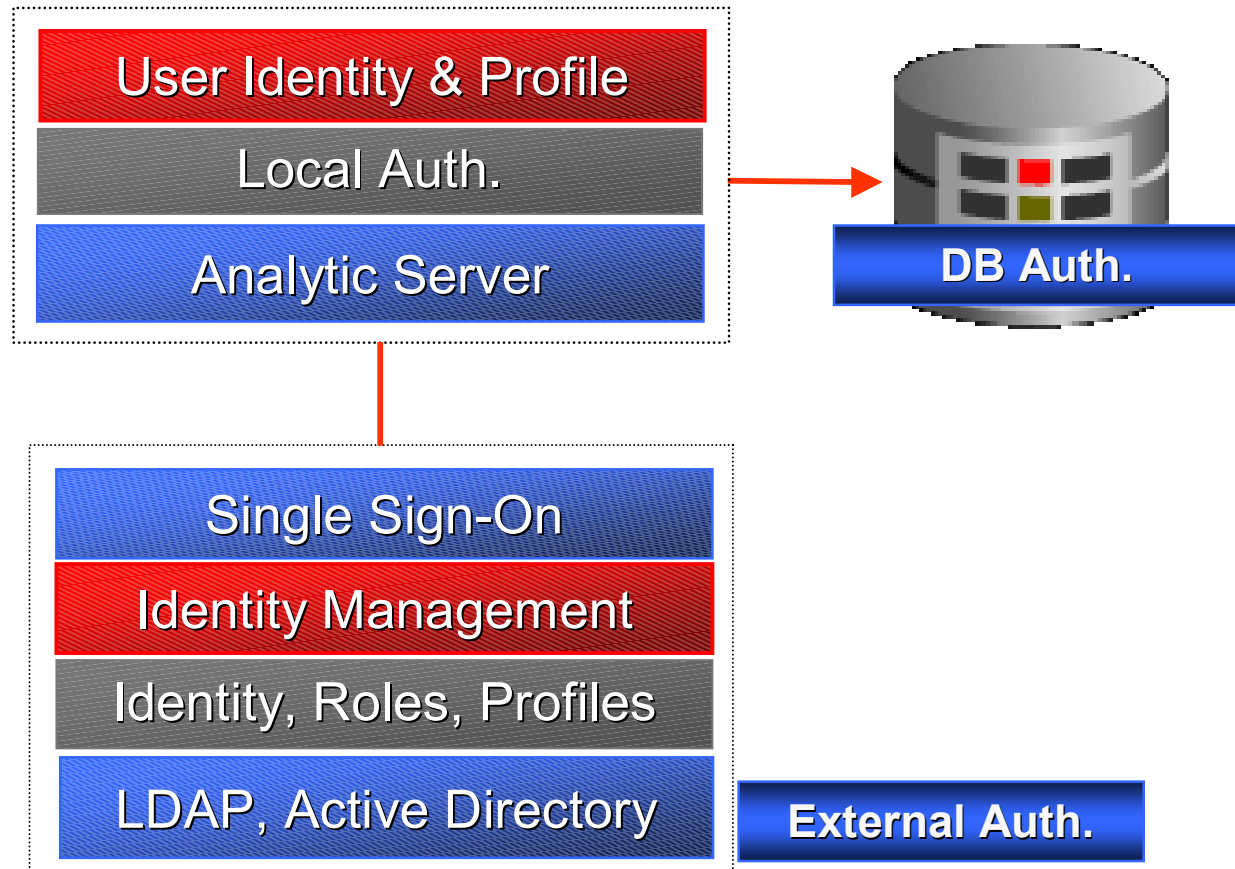 User Identity & Profile
Local Auth.
Analytic Server
DB Auth.
Single Sign-On
Identity Management
Identity, Roles, Profiles
LDAP, Active Directory
External Auth.